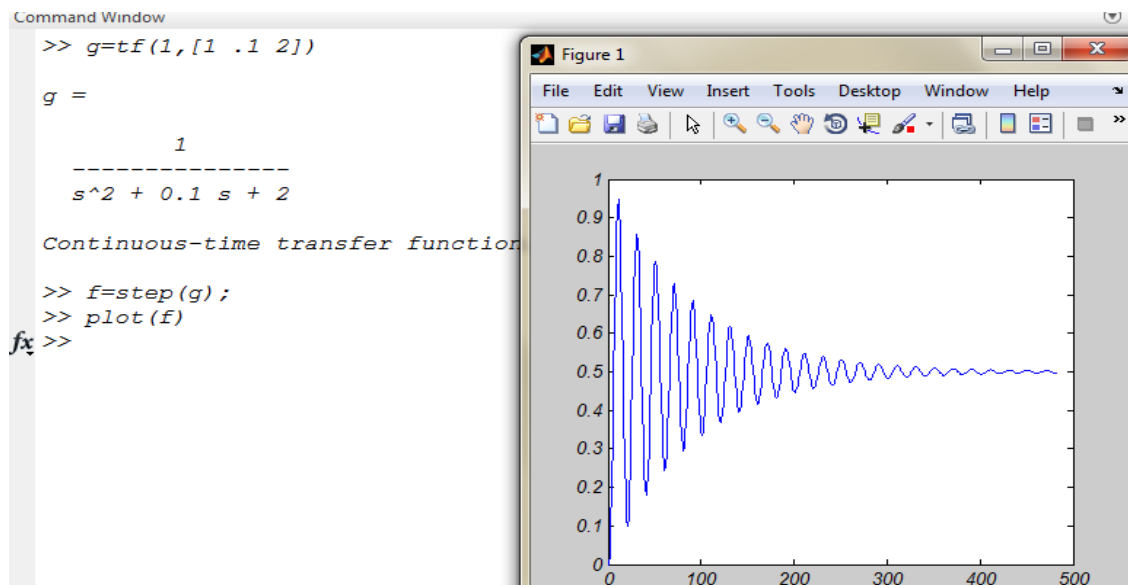 Command Window
>> g=tf(1,[1 .1 2])
g =
1
---------------
s^2 + 0.1 s + 2
Continuous-time transfer function
>> f=step(g);
>> plot(f)
fx >>
Figure 1
File Edit View Insert Tools Desktop Window Help
1
0.9
0.8
0.7
0.6
0.5
0.4
0.3
0.2
0.1
0
0 100 200 300 400 500